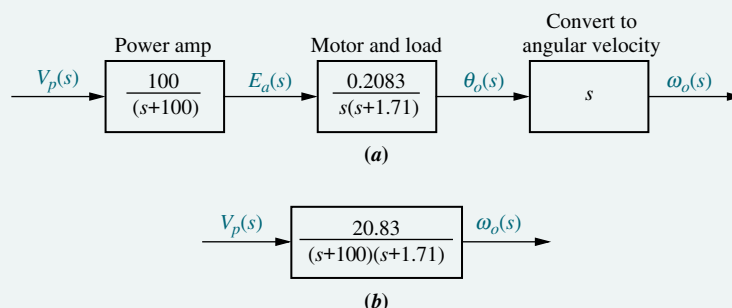 Power amp
Motor and load
Convert to
angular velocity
V_p(s)
100
(s+100)
E_a(s)
0.2083
s(s+1.71)
θ_o(s)
s
ω_o(s)
(a)
V_p(s)
20.83
(s+100)(s+1.71)
ω_o(s)
(b)